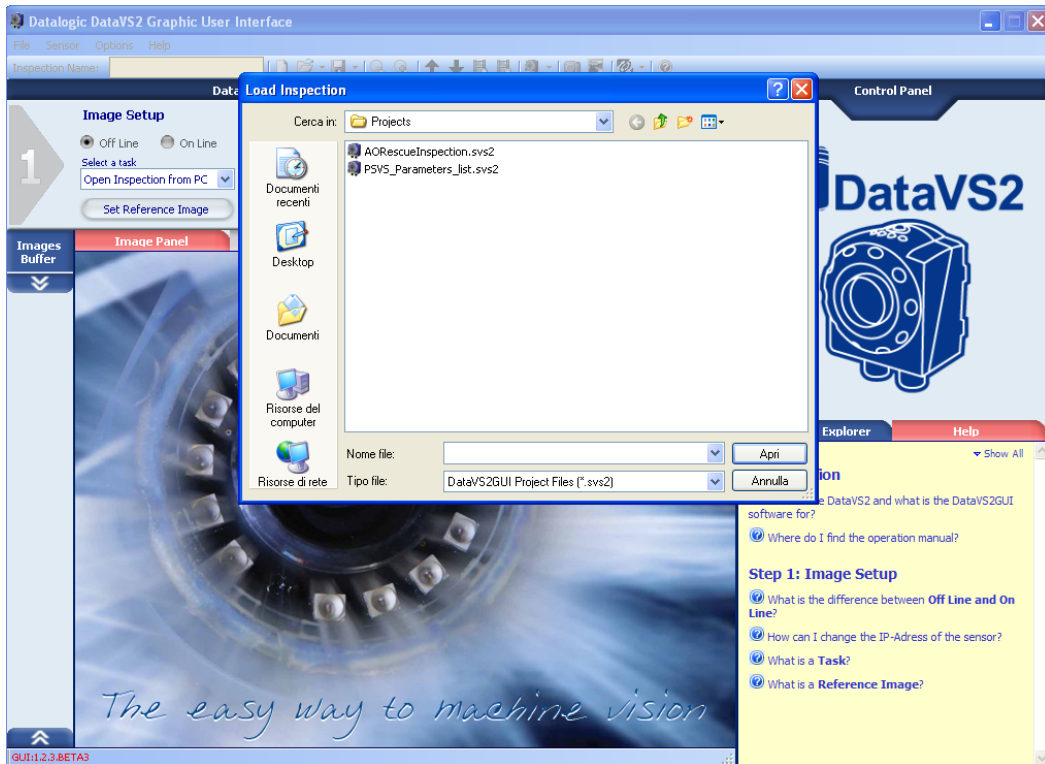 Datalogic DataVS2 Graphic User Interface
File Sensor Options Help
Inspection Name:
Data
Control Panel
1
Image Setup
Off Line On Line
Select a task
Open Inspection from PC
Set Reference Image
Images Buffer
Image Panel
Load Inspection
Cerca in: Projects
AORescueInspection.svs2
PSVS_Parameters_list.svs2
Documenti
recenti
Desktop
Documenti
Risorse del
computer
Risorse di rete
Nome file:
Apri
Tipo file: DataVS2GUI Project Files (*.svs2)
Annulla
DataVS2
Explorer
Help
Show All
ion
e DataVS2 and what is the DataVS2GUI
software for?
Where do I find the operation manual?
Step 1: Image Setup
What is the difference between Off Line and On
Line?
How can I change the IP-Adress of the sensor?
What is a Task?
What is a Reference Image?
The easy way to machine vision
GUI:1.2.3.BETA3